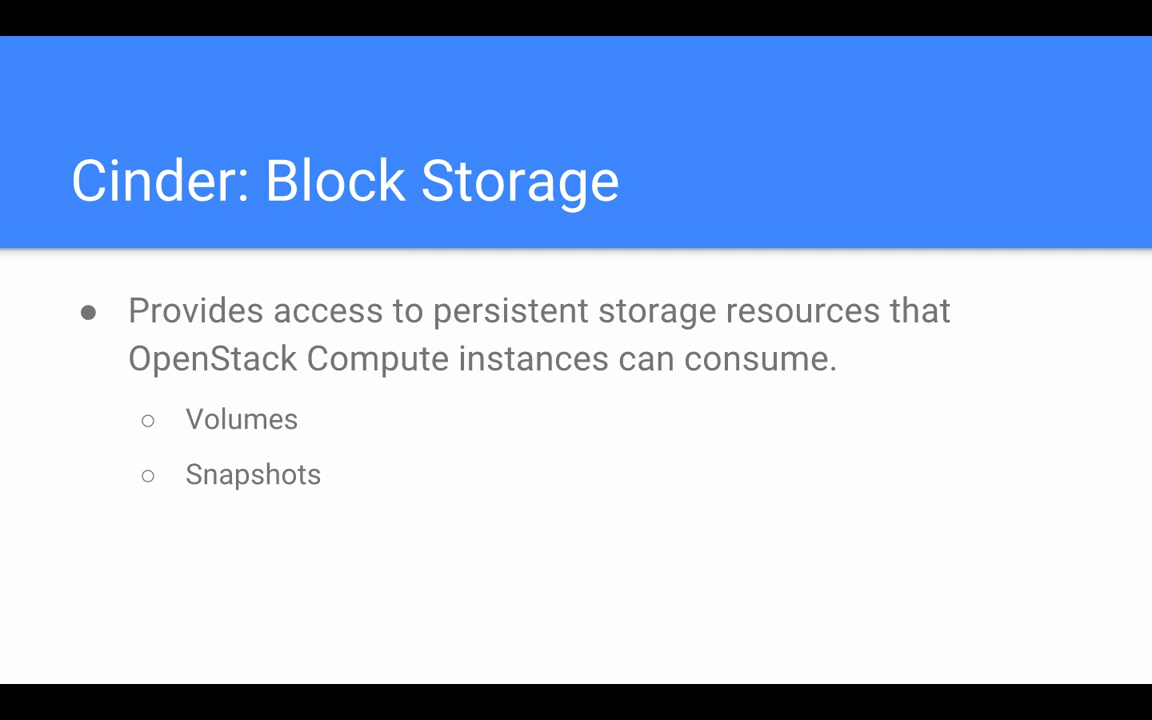 Cinder: Block Storage
● Provides access to persistent storage resources that
OpenStack Compute instances can consume.
○ Volumes
○ Snapshots